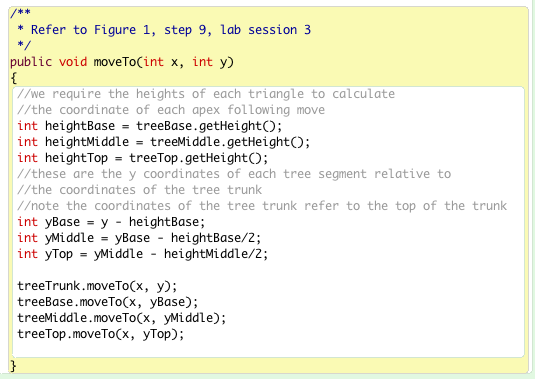 /**
 * Refer to Figure 1, step 9, lab session 3
 */
public void moveTo(int x, int y)
{
//we require the heights of each triangle to calculate
//the coordinate of each apex following move
int heightBase = treeBase.getHeight();
int heightMiddle = treeMiddle.getHeight();
int heightTop = treeTop.getHeight();
//these are the y coordinates of each tree segment relative to
//the coordinates of the tree trunk
//note the coordinates of the tree trunk refer to the top of the trunk
int yBase = y - heightBase;
int yMiddle = yBase - heightBase/2;
int yTop = yMiddle - heightMiddle/2;
treeTrunk.moveTo(x, y);
treeBase.moveTo(x, yBase);
treeMiddle.moveTo(x, yMiddle);
treeTop.moveTo(x, yTop);
}